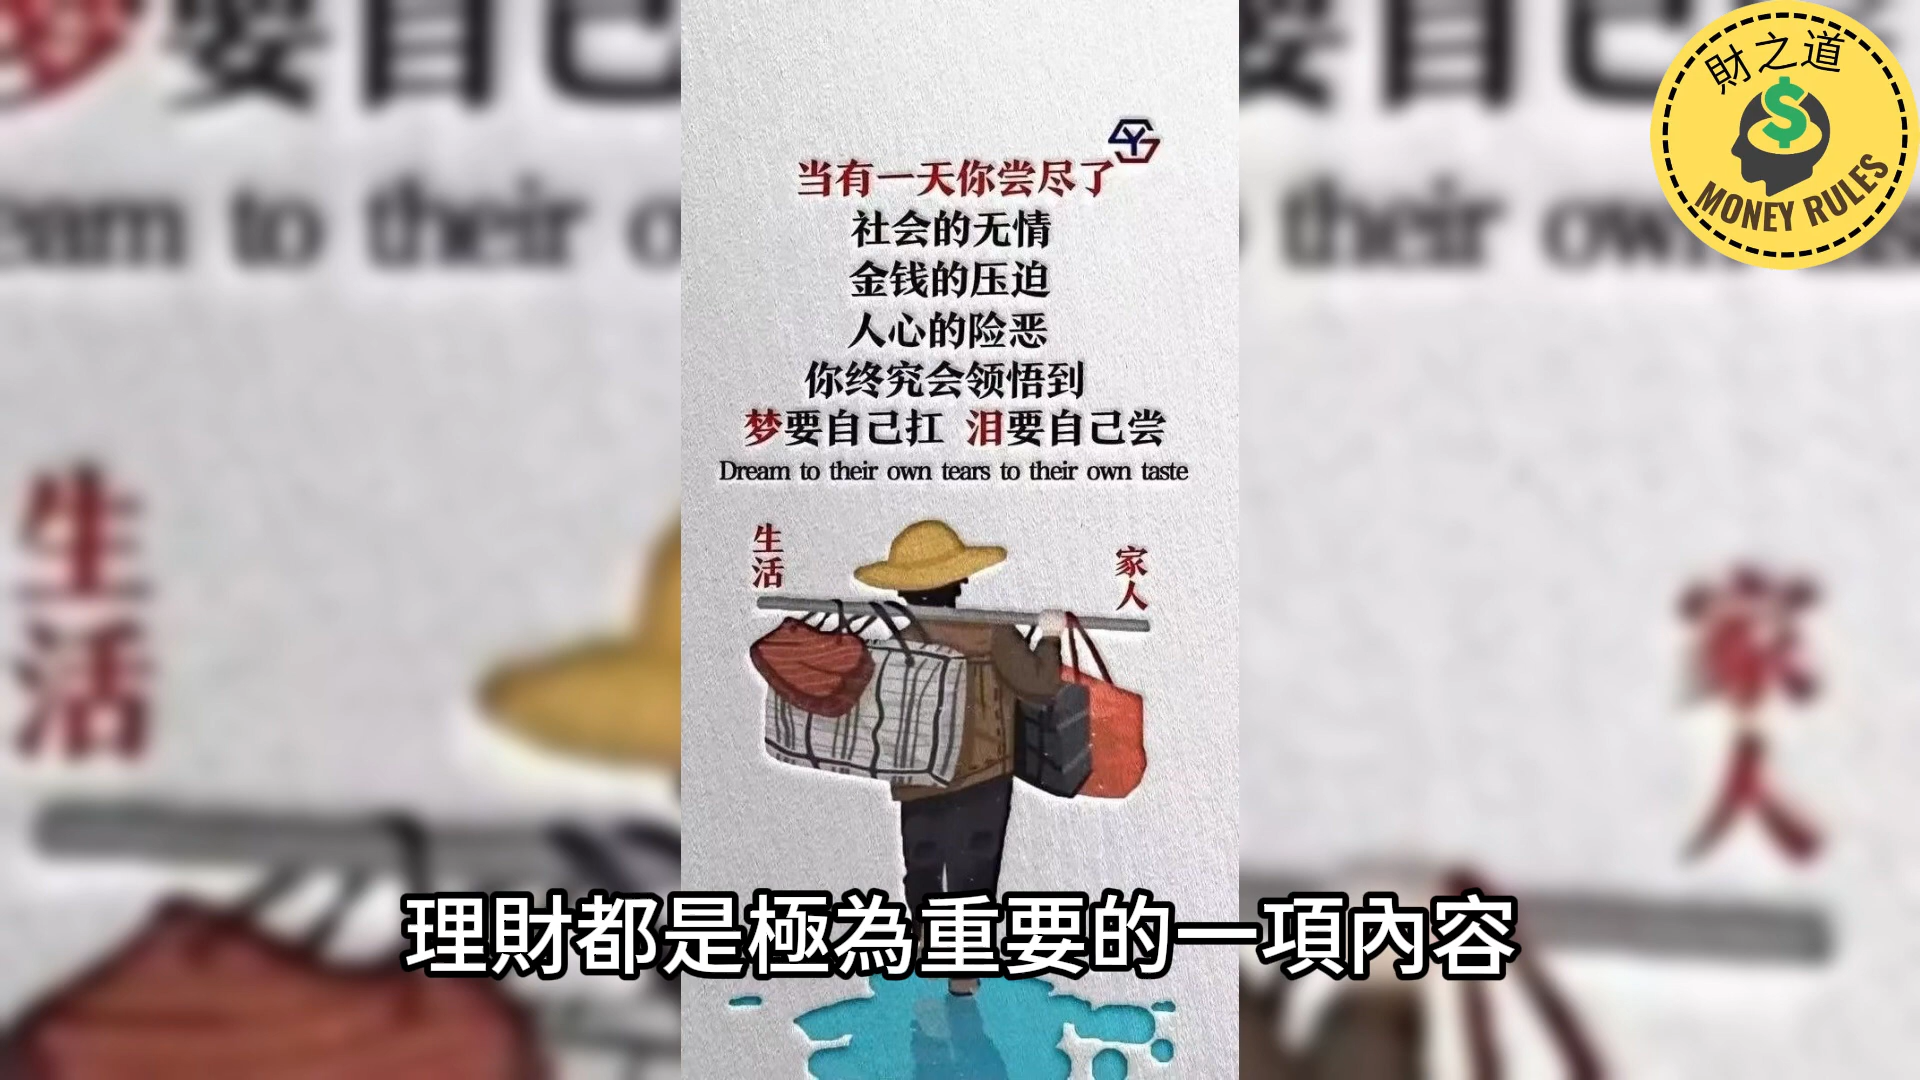 财之道
MONEY RULES
当有一天你尝尽了
社会的无情
金钱的压迫
人心的险恶
你终究会领悟到
梦要自己扛 泪要自己尝
Dream to their own tears to their own taste
生活
家人
理財都是極為重要的一項內容